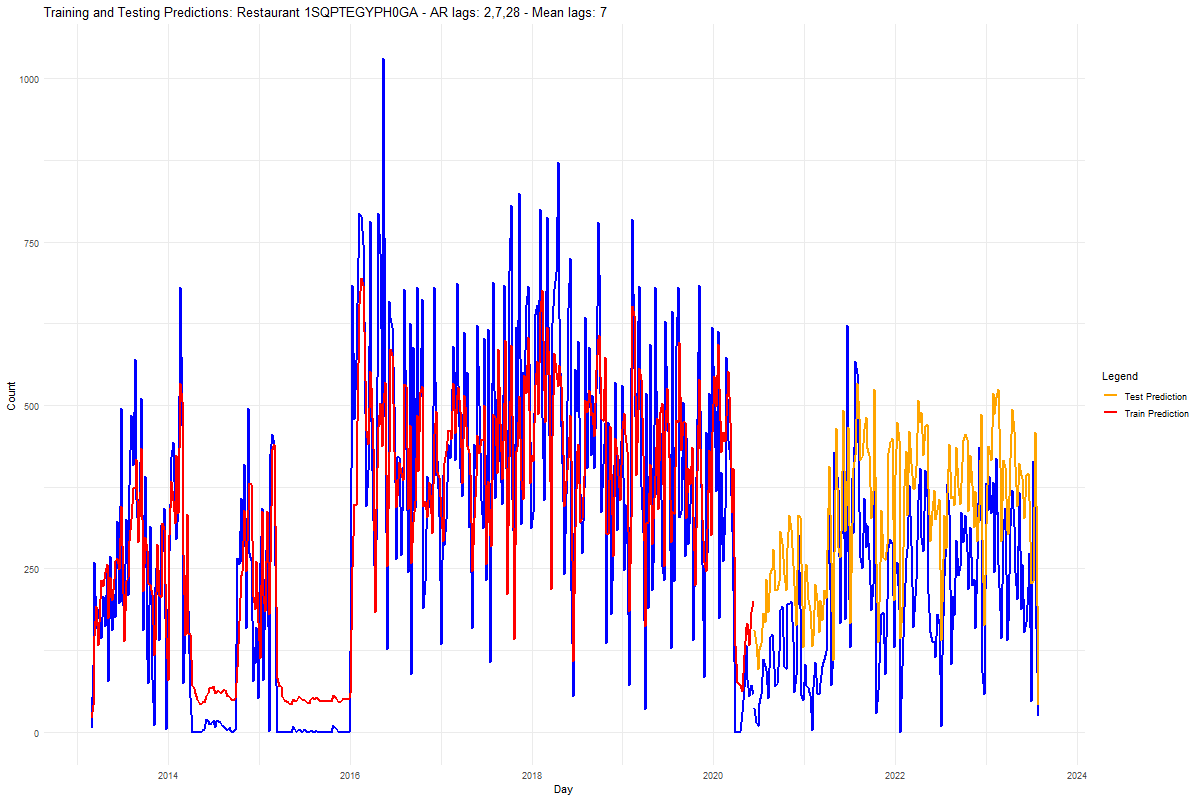 Training and Testing Predictions: Restaurant 1SQPTEGYPH0GA - AR lags: 2,7,28 - Mean lags: 7
1000
750
500
250
0
Count
2014
2016
2018
2020
2022
2024
Day
Legend
Test Prediction
Train Prediction